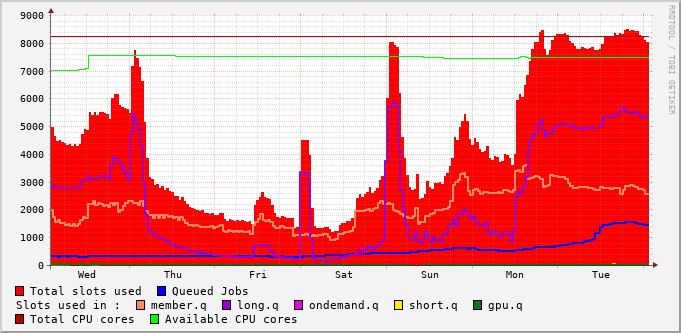 RRDTOOL / TOBI OETIKER
9000
8000
7000
6000
5000
4000
3000
2000
1000
0
Wed Thu Fri Sat Sun Mon Tue
Total slots used Queued Jobs
Slots used in : member.q long.q ondemand.q short.q gpu.q
Total CPU cores Available CPU cores